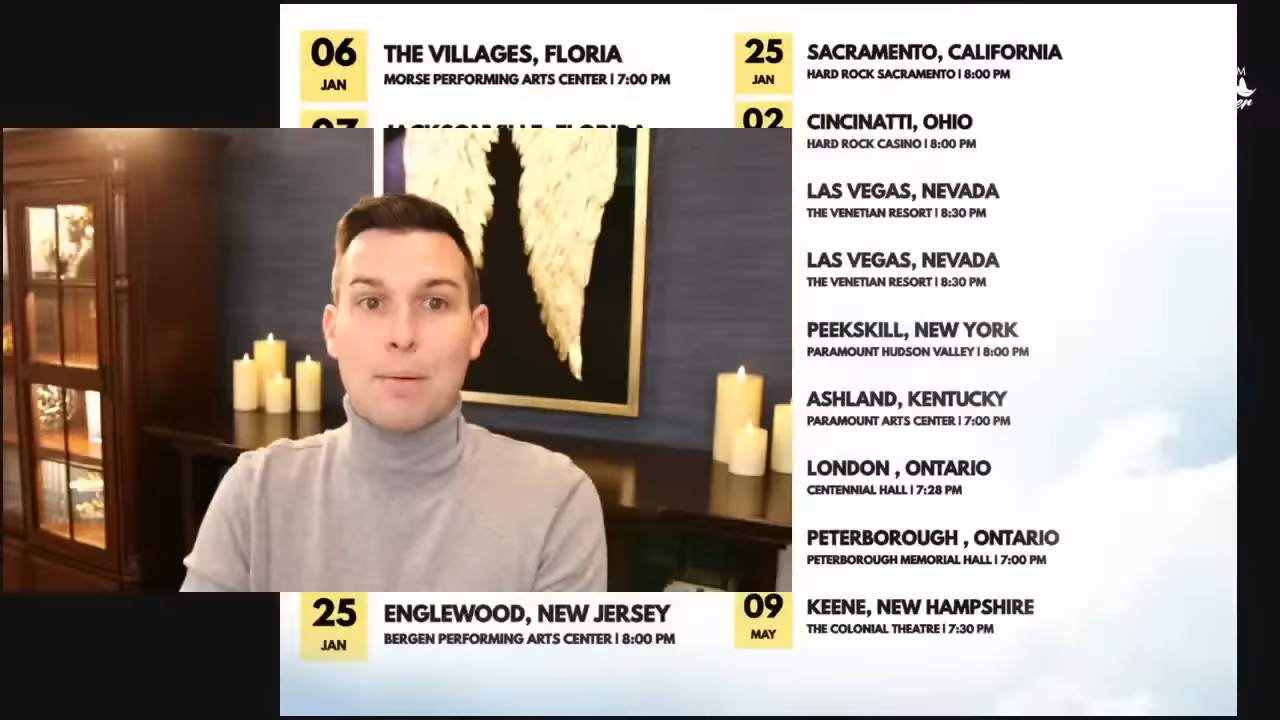 06
JAN
THE VILLAGES, FLORIA
MORSE PERFORMING ARTS CENTER | 7:00 PM
07
JACKSONVILLE, FLORIDA
25
JAN
ENGLEWOOD, NEW JERSEY
BERGEN PERFORMING ARTS CENTER | 8:00 PM
25
JAN
SACRAMENTO, CALIFORNIA
HARD ROCK SACRAMENTO | 8:00 PM
02
CINCINATTI, OHIO
HARD ROCK CASINO | 8:00 PM
LAS VEGAS, NEVADA
THE VENETIAN RESORT | 8:30 PM
LAS VEGAS, NEVADA
THE VENETIAN RESORT | 8:30 PM
PEEKSKILL, NEW YORK
PARAMOUNT HUDSON VALLEY | 8:00 PM
ASHLAND, KENTUCKY
PARAMOUNT ARTS CENTER | 7:00 PM
LONDON , ONTARIO
CENTENNIAL HALL | 7:28 PM
PETERBOROUGH , ONTARIO
PETERBOROUGH MEMORIAL HALL | 7:00 PM
09
MAY
KEENE, NEW HAMPSHIRE
THE COLONIAL THEATRE | 7:30 PM